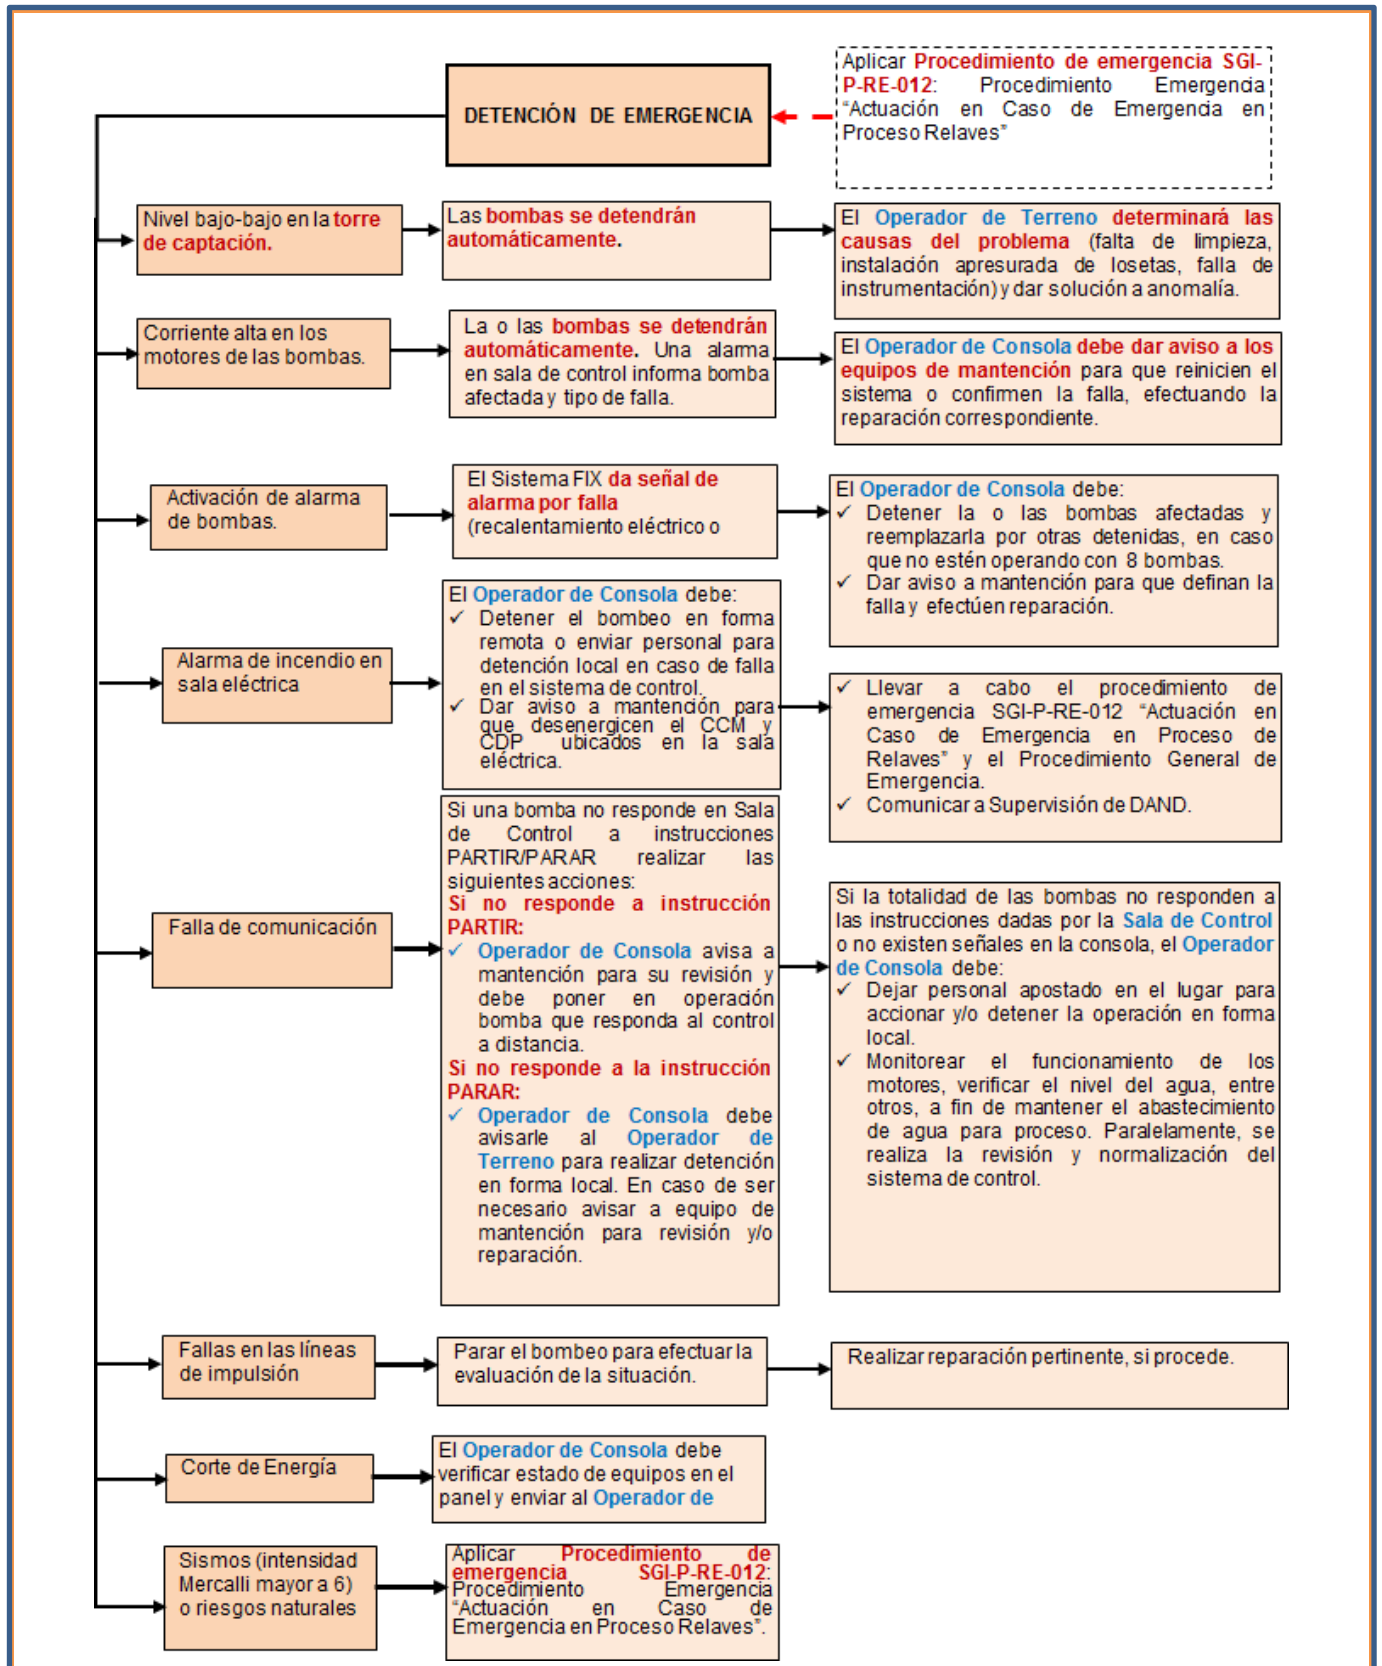 DETENCIÓN DE EMERGENCIA
Aplicar Procedimiento de emergencia SGI-
P-RE-012: Procedimiento Emergencia
“Actuación en Caso de Emergencia en
Proceso Relaves”
Nivel bajo-bajo en la torre
de captación.
Las bombas se detendrán
automáticamente.
El Operador de Terreno determinará las
causas del problema (falta de limpieza,
instalación apresurada de losetas, falla de
instrumentación) y dar solución a anomalía.
Corriente alta en los
motores de las bombas.
La o las bombas se detendrán
automáticamente. Una alarma
en sala de control informa bomba
afectada y tipo de falla.
El Operador de Consola debe dar aviso a los
equipos de mantención para que reinicien el
sistema o confirmen la falla, efectuando la
reparación correspondiente.
Activación de alarma
de bombas.
El Sistema FIX da señal de
alarma por falla
(recalentamiento eléctrico o
El Operador de Consola debe:
✓ Detener la o las bombas afectadas y
reemplazarla por otras detenidas, en caso
que no estén operando con 8 bombas.
✓ Dar aviso a mantención para que definan la
falla y efectúen reparación.
Alarma de incendio en
sala eléctrica
El Operador de Consola debe:
✓ Detener el bombeo en forma
remota o enviar personal para
detención local en caso de falla
en el sistema de control.
✓ Dar aviso a mantención para
que desenergicen el CCM y
CDP ubicados en la sala
eléctrica.
✓ Llevar a cabo el procedimiento de
emergencia SGI-P-RE-012 “Actuación en
Caso de Emergencia en Proceso de
Relaves” y el Procedimiento General de
Emergencia.
✓ Comunicar a Supervisión de DAND.
Falla de comunicación
Si una bomba no responde en Sala
de Control a instrucciones
PARTIR/PARAR realizar las
siguientes acciones:
Si no responde a instrucción
PARTIR:
✓ Operador de Consola avisa a
mantención para su revisión y
debe poner en operación
bomba que responda al control
a distancia.
Si no responde a la instrucción
PARAR:
✓ Operador de Consola debe
avisarle al Operador de
Terreno para realizar detención
en forma local. En caso de ser
necesario avisar a equipo de
mantención para revisión y/o
reparación.
Si la totalidad de las bombas no responden a
las instrucciones dadas por la Sala de Control
o no existen señales en la consola, el Operador
de Consola debe:
✓ Dejar personal apostado en el lugar para
accionar y/o detener la operación en forma
local.
✓ Monitorear el funcionamiento de los
motores, verificar el nivel del agua, entre
otros, a fin de mantener el abastecimiento
de agua para proceso. Paralelamente, se
realiza la revisión y normalización del
sistema de control.
Fallas en las líneas
de impulsión
Parar el bombeo para efectuar la
evaluación de la situación.
Realizar reparación pertinente, si procede.
Corte de Energía
El Operador de Consola debe
verificar estado de equipos en el
panel y enviar al Operador de
Sismos (intensidad
Mercalli mayor a 6)
o riesgos naturales
Aplicar Procedimiento de
emergencia SGI-P-RE-012:
Procedimiento Emergencia
“Actuación en Caso de
Emergencia en Proceso Relaves”.